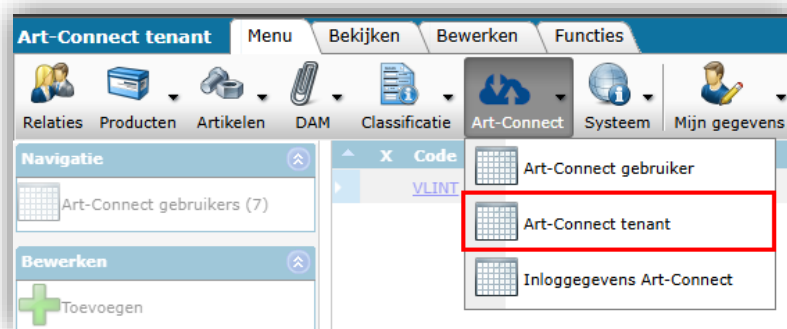 Art-Connect tenant Menu Bekijken Bewerken Functies
Relaties Producten Artikelen DAM Classificatie Art-Connect Systeem Mijn gegevens
Navigatie X Code
Art-Connect gebruiker
VLINT
Art-Connect gebruikers (7)
Art-Connect tenant
Bewerken
Inloggegevens Art-Connect
Toevoegen